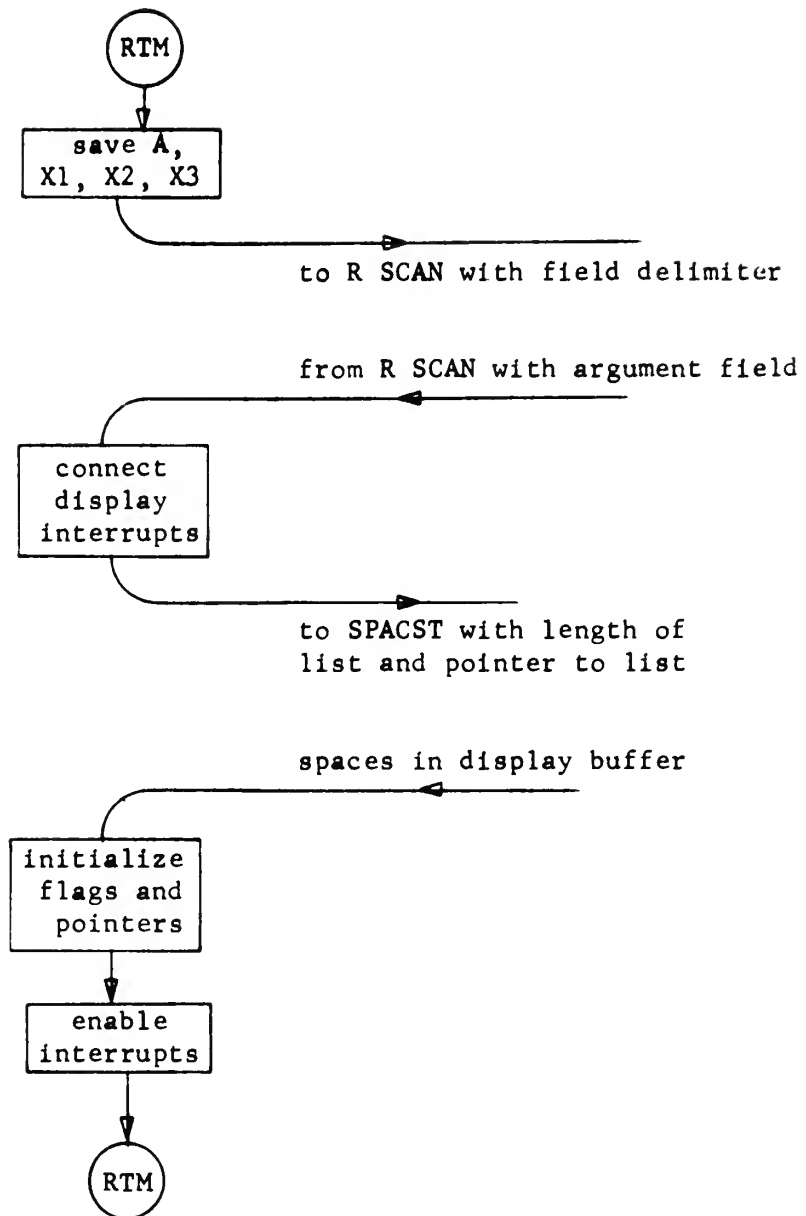 RTM
save A,
X1, X2, X3
to R SCAN with field delimiter
from R SCAN with argument field
connect
display
interrupts
to SPACST with length of
list and pointer to list
spaces in display buffer
initialize
flags and
pointers
enable
interrupts
RTM